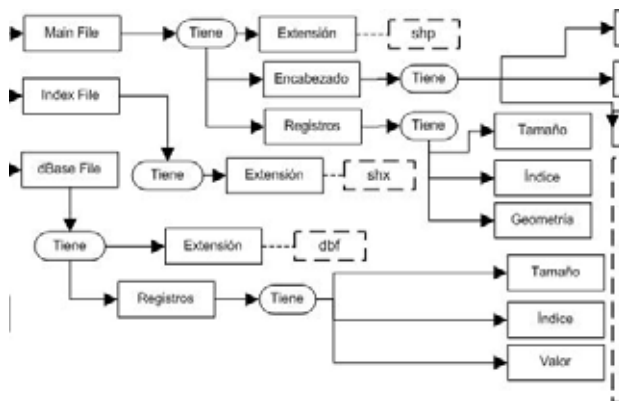 Main File
Tiene
Extensión
shp
Index File
Encabezado
Tiene
Registros
Tiene
Tamaño
dBase File
Tiene
Extensión
shx
Índice
Geometría
Tiene
Extensión
dbf
Tamaño
Registros
Tiene
Índice
Valor